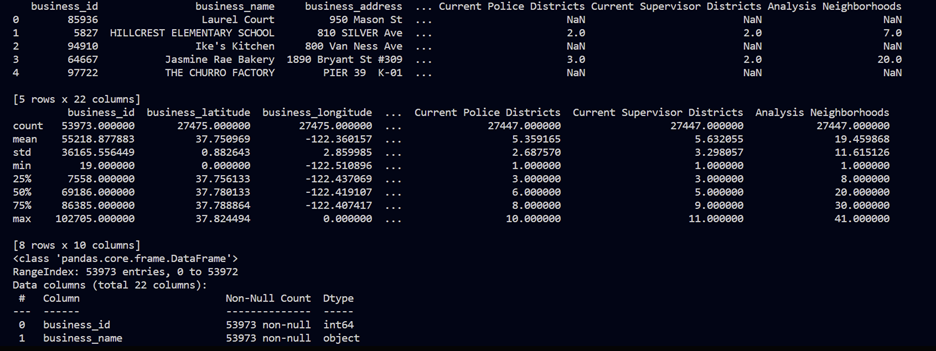 business_id                business_name     business_address  ... Current Police Districts Current Supervisor Districts Analysis Neighborhoods
0        85936                 Laurel Court         950 Mason St  ...                      NaN                          NaN                    NaN
1         5827  HILLCREST ELEMENTARY SCHOOL       810 SILVER Ave  ...                      2.0                          2.0                    7.0
2        94910                Ike's Kitchen      800 Van Ness Ave  ...                      NaN                          NaN                    NaN
3        64667           Jasmine Rae Bakery  1890 Bryant St #309  ...                      3.0                          2.0                   20.0
4        97722           THE CHURRO FACTORY        PIER 39  K-01  ...                      NaN                          NaN                    NaN
[5 rows x 22 columns]
         business_id  business_latitude  business_longitude  ...  Current Police Districts  Current Supervisor Districts  Analysis Neighborhoods
count   53973.000000       27475.000000        27475.000000  ...              27447.000000                  27447.000000            27447.000000
mean    55218.877883          37.750969         -122.360157  ...                  5.359165                      5.632055               19.459868
std     36165.556449           0.882643            2.859985  ...                  2.687570                      3.298057               11.615126
min        19.000000           0.000000         -122.510896  ...                  1.000000                      1.000000                1.000000
25%      7558.000000          37.756133         -122.437069  ...                  3.000000                      3.000000                8.000000
50%     69186.000000          37.780133         -122.419107  ...                  6.000000                      5.000000               20.000000
75%     86385.000000          37.788864         -122.407417  ...                  8.000000                      9.000000               30.000000
max    102705.000000          37.824494            0.000000  ...                 10.000000                     11.000000               41.000000
[8 rows x 10 columns]
<class 'pandas.core.frame.DataFrame'>
RangeIndex: 53973 entries, 0 to 53972
Data columns (total 22 columns):
 #   Column                       Non-Null Count  Dtype
---  ------                       --------------  -----
 0   business_id                  53973 non-null  int64
 1   business_name                53973 non-null  object